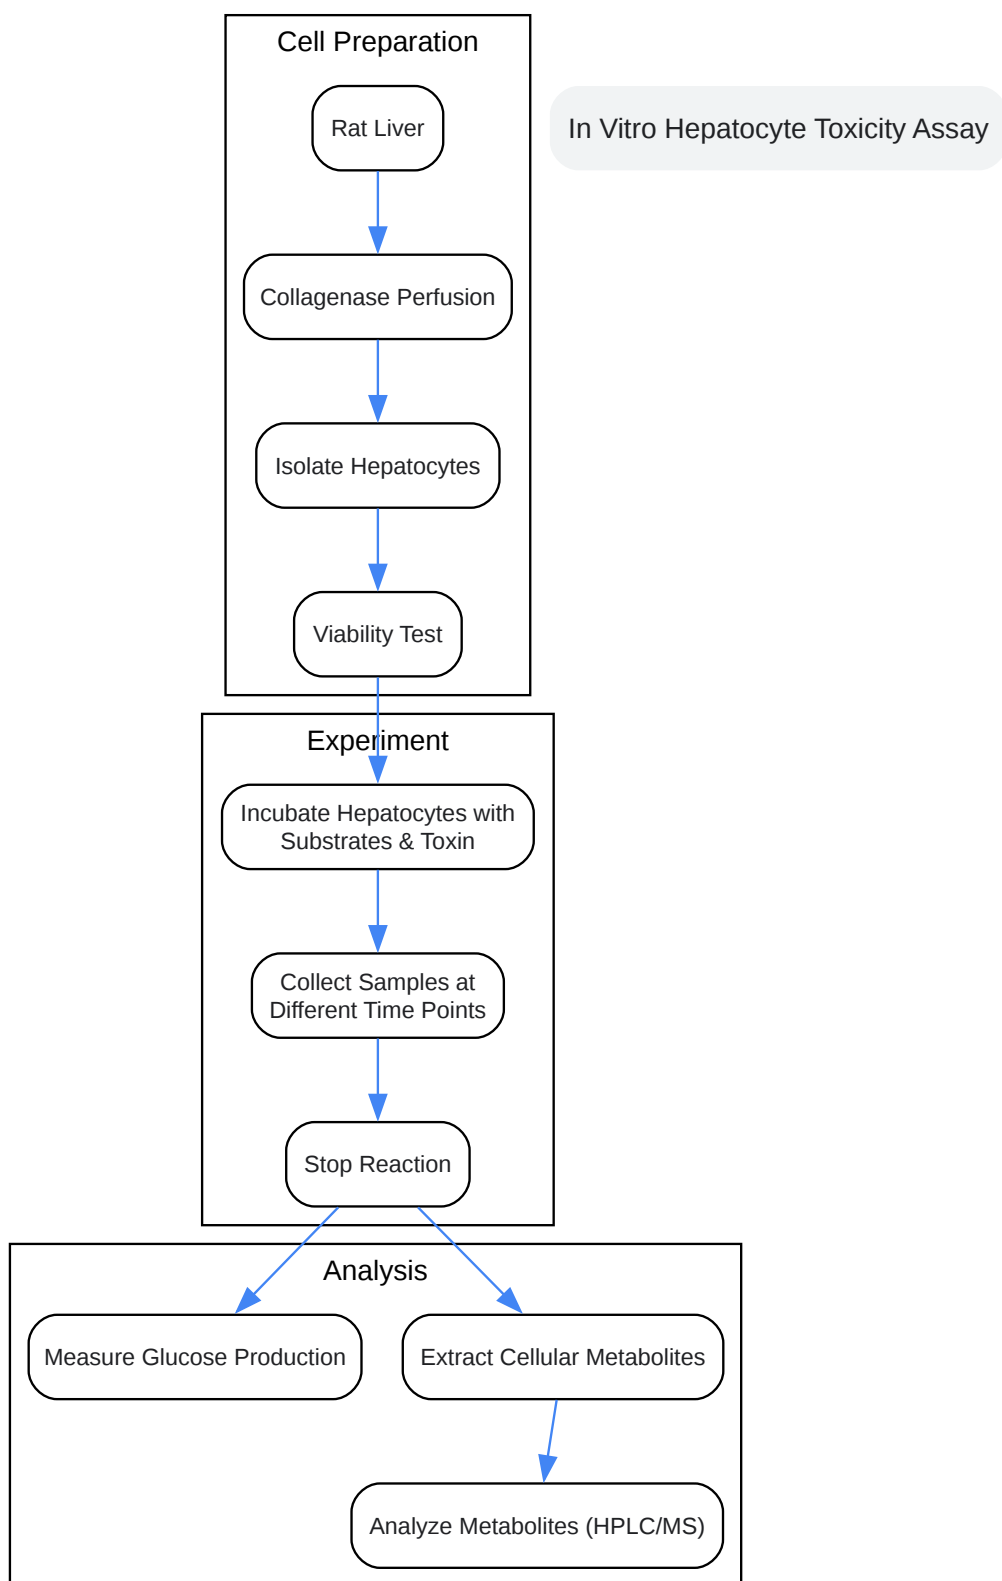 Cell Preparation
Rat Liver
In Vitro Hepatocyte Toxicity Assay
Collagenase Perfusion
Isolate Hepatocytes
Viability Test
Experiment
Incubate Hepatocytes with
Substrates & Toxin
Collect Samples at
Different Time Points
Stop Reaction
Analysis
Measure Glucose Production
Extract Cellular Metabolites
Analyze Metabolites (HPLC/MS)